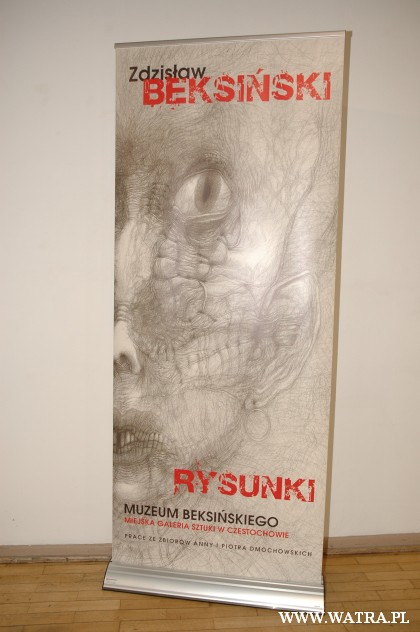 Zdzisław
BEKSIŃSKI
RYSUNKI
MUZEUM BEKSIŃSKIEGO
MIEJSKA GALERIA SZTUKI W CZĘSTOCHOWIE
PRACE ZE ZBIORÓW ANNY I PIOTRA DMOCHOWSKICH
WWW.WATRA.PL